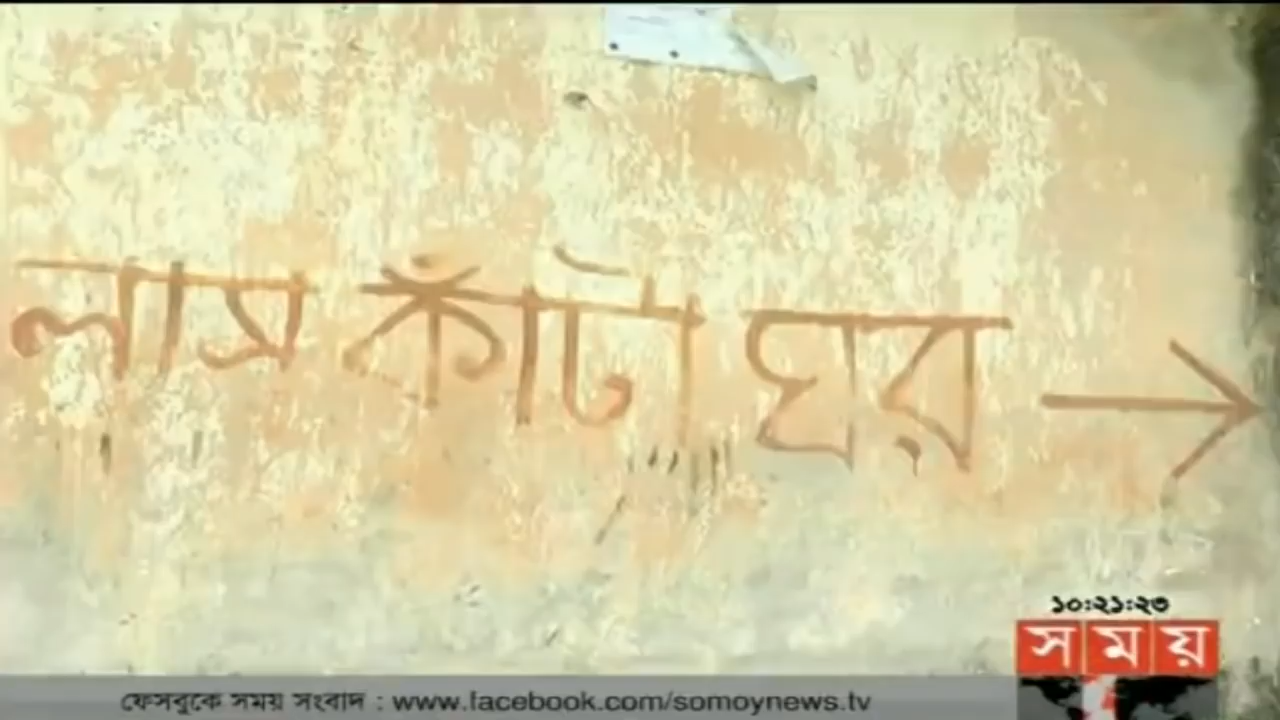 লাস কাঁটা ঘর →
১০:২১:২৩
সময়
ফেসবুকে সময় সংবাদ : www.facebook.com/somoynews.tv